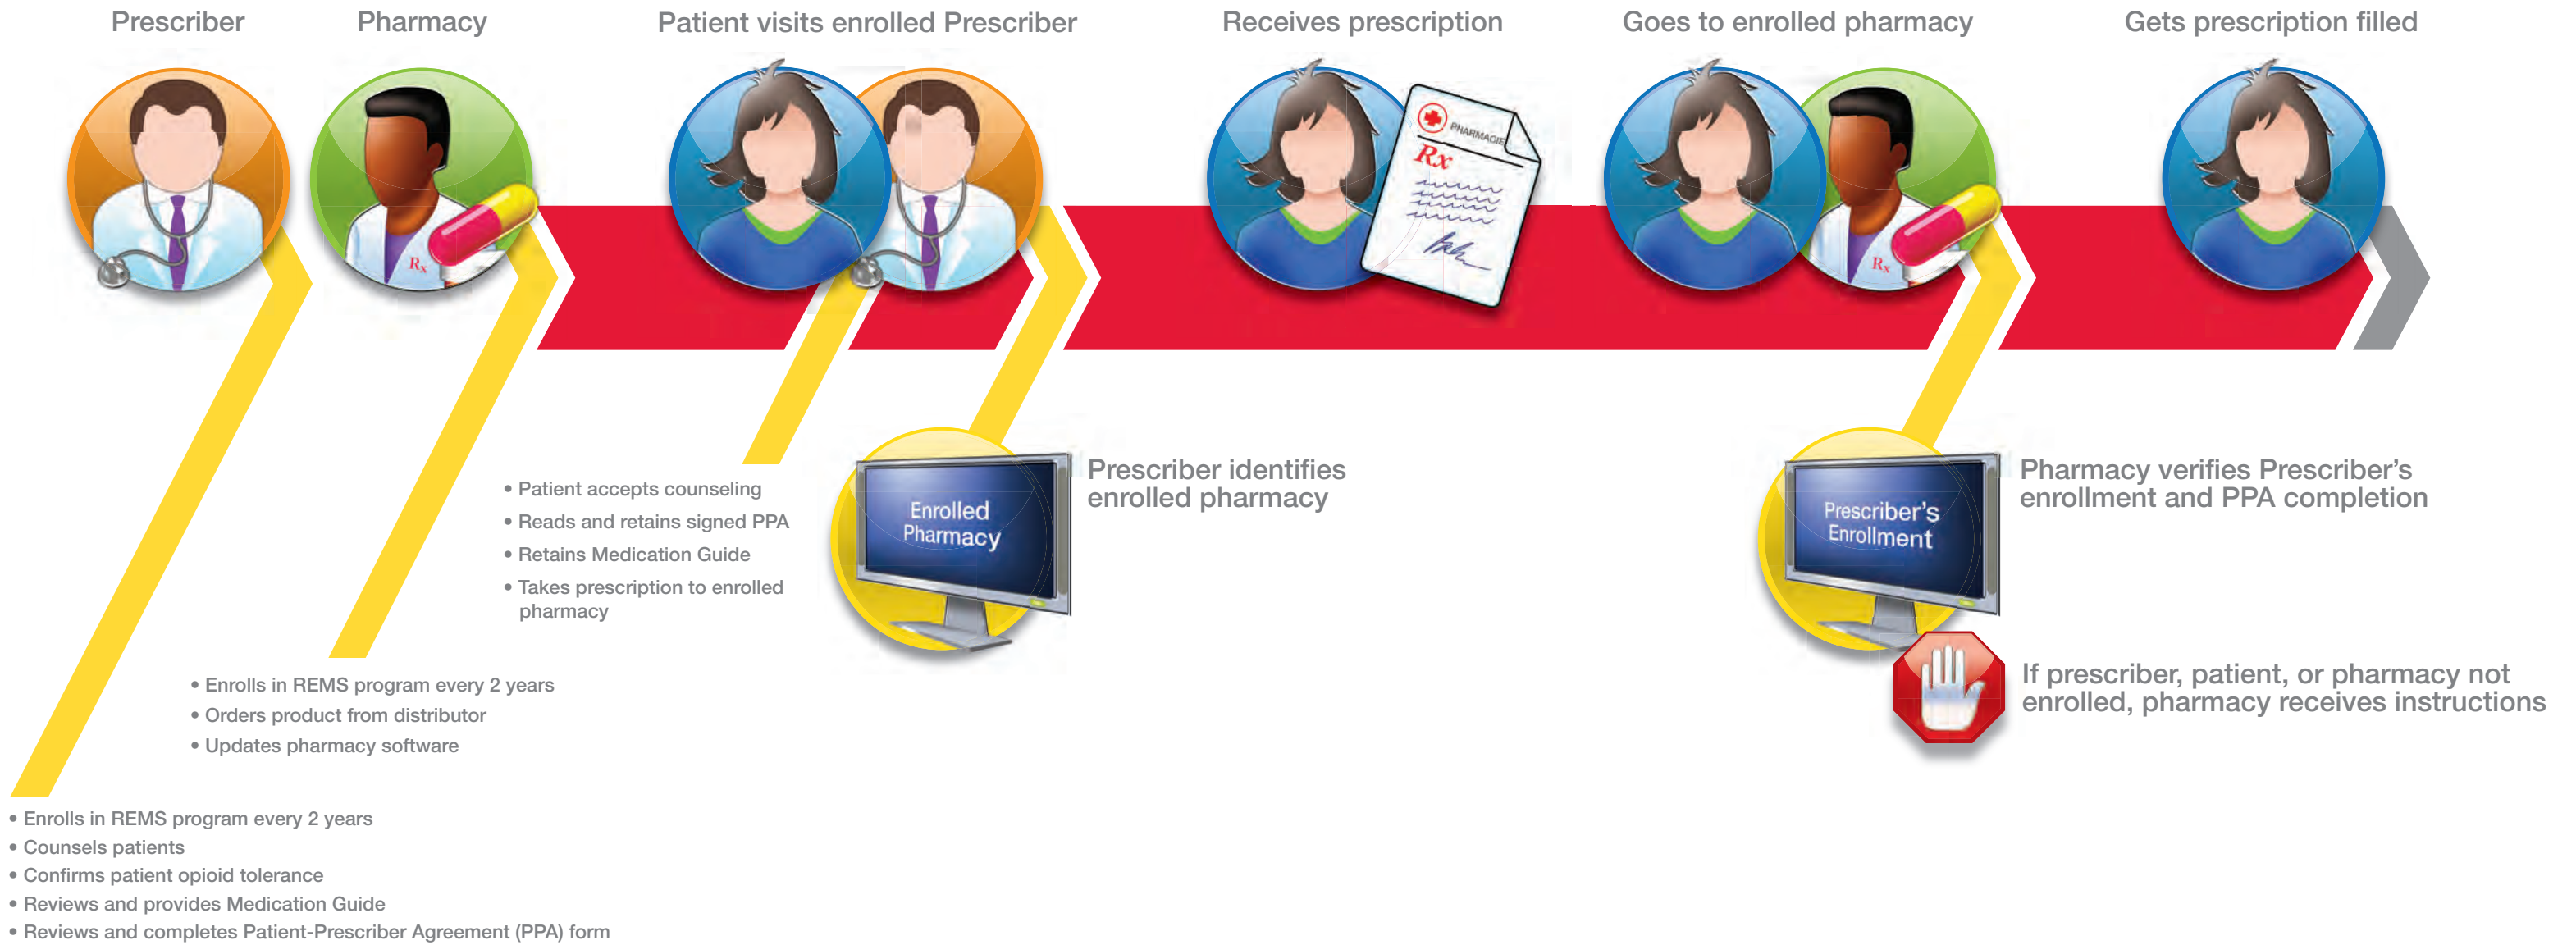 Prescriber
Pharmacy
Patient visits enrolled Prescriber
Receives prescription
Goes to enrolled pharmacy
Gets prescription filled
Rx
PHARMACIE
Rx
Rx
• Patient accepts counseling
• Reads and retains signed PPA
• Retains Medication Guide
• Takes prescription to enrolled
pharmacy
Enrolled
Pharmacy
Prescriber identifies
enrolled pharmacy
Prescriber's
Enrollment
Pharmacy verifies Prescriber's
enrollment and PPA completion
If prescriber, patient, or pharmacy not
enrolled, pharmacy receives instructions
• Enrolls in REMS program every 2 years
• Orders product from distributor
• Updates pharmacy software
• Enrolls in REMS program every 2 years
• Counsels patients
• Confirms patient opioid tolerance
• Reviews and provides Medication Guide
• Reviews and completes Patient-Prescriber Agreement (PPA) form